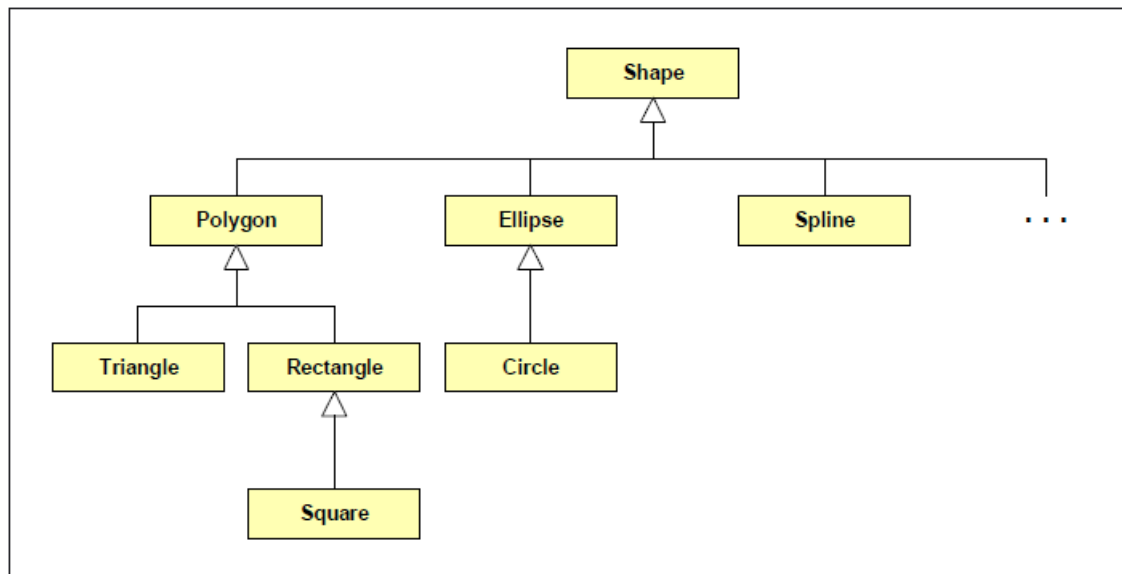 Shape
Polygon
Ellipse
Spline
. . .
Triangle
Rectangle
Circle
Square